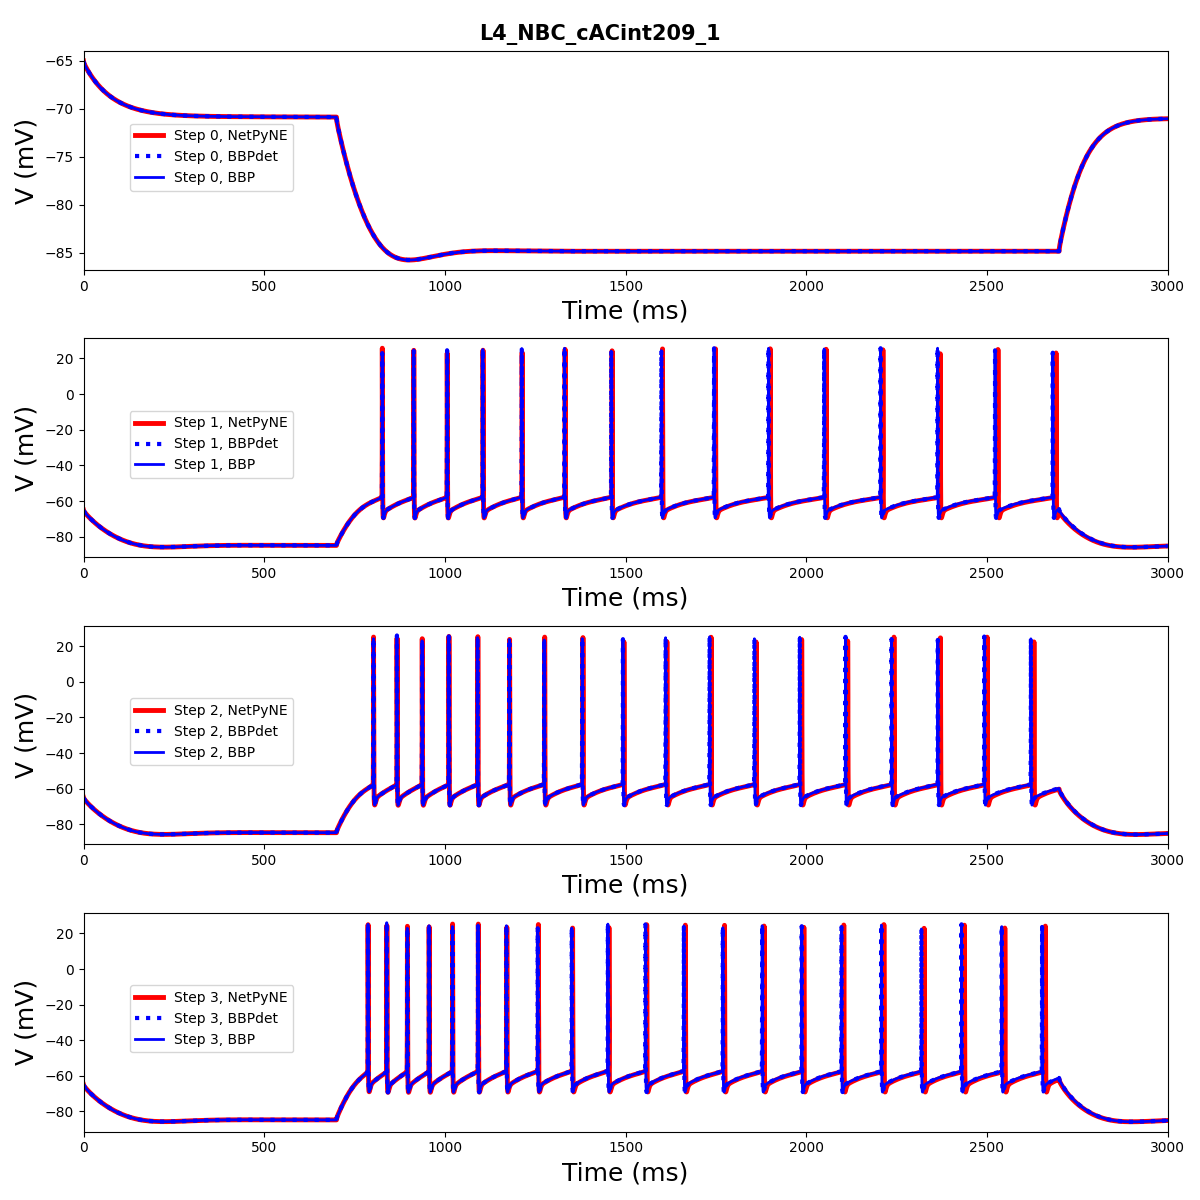 L4_NBC_cACint209_1
−65
−70
−75
−80
−85
V (mV)
Step 0, NetPyNE
Step 0, BBPdet
Step 0, BBP
0 500 1000 1500 2000 2500 3000
Time (ms)
20
0
−20
−40
−60
−80
V (mV)
Step 1, NetPyNE
Step 1, BBPdet
Step 1, BBP
0 500 1000 1500 2000 2500 3000
Time (ms)
20
0
−20
−40
−60
−80
V (mV)
Step 2, NetPyNE
Step 2, BBPdet
Step 2, BBP
0 500 1000 1500 2000 2500 3000
Time (ms)
20
0
−20
−40
−60
−80
V (mV)
Step 3, NetPyNE
Step 3, BBPdet
Step 3, BBP
0 500 1000 1500 2000 2500 3000
Time (ms)